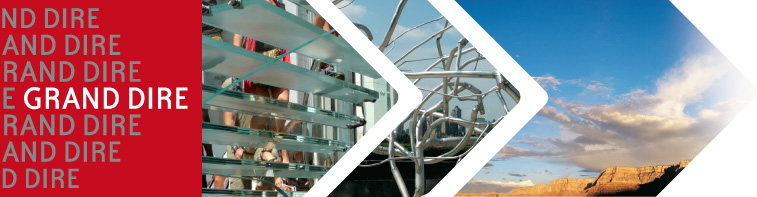 ND DIRE
AND DIRE
RAND DIRE
E GRAND DIRE
RAND DIRE
AND DIRE
D DIRE